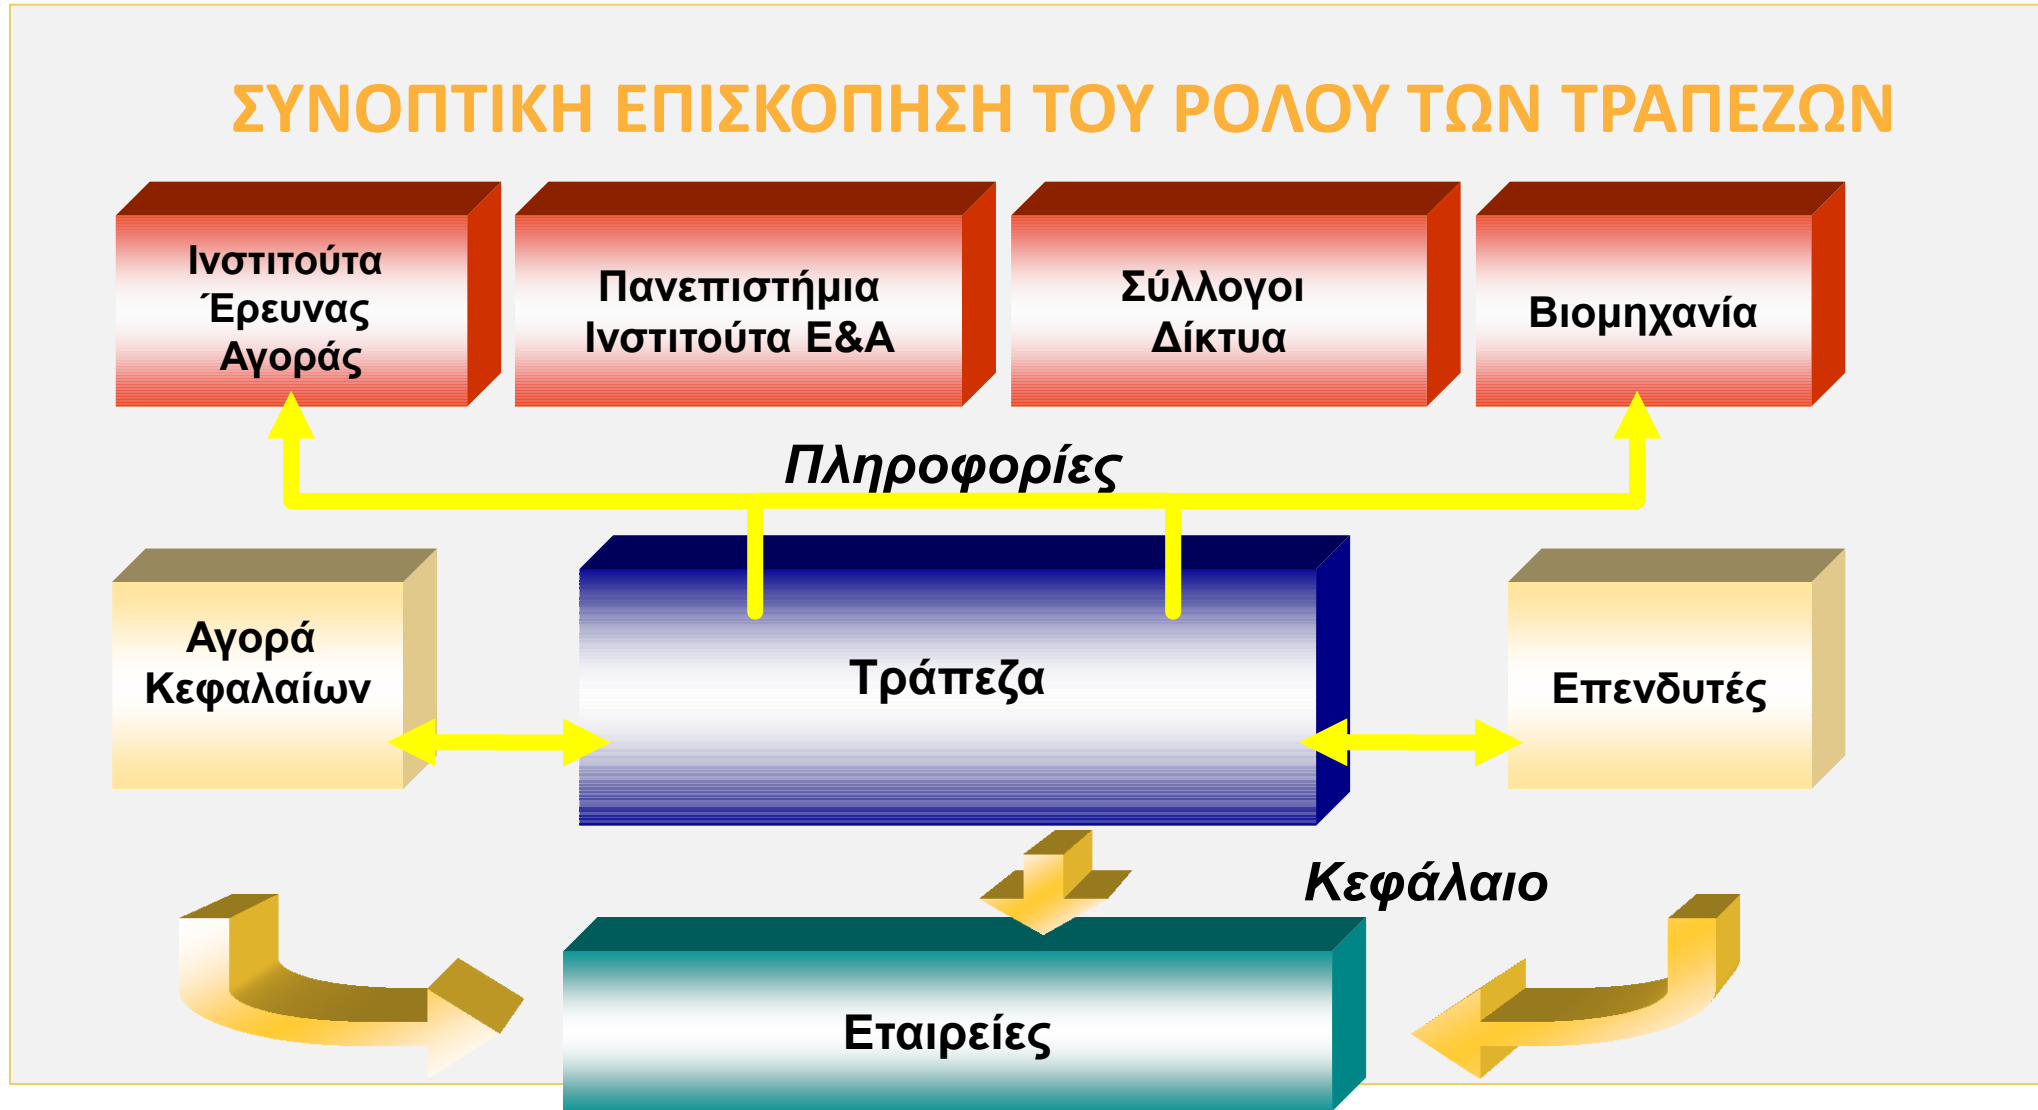 ΣΥΝΟΠΤΙΚΗ ΕΠΙΣΚΟΠΗΣΗ ΤΟΥ ΡΟΛΟΥ ΤΩΝ ΤΡΑΠΕΖΩΝ
Ινστιτούτα
Έρευνας
Αγοράς
Πανεπιστήμια
Ινστιτούτα Ε&Α
Σύλλογοι
Δίκτυα
Βιομηχανία
Πληροφορίες
Αγορά
Κεφαλαίων
Τράπεζα
Επενδυτές
Κεφάλαιο
Εταιρείες